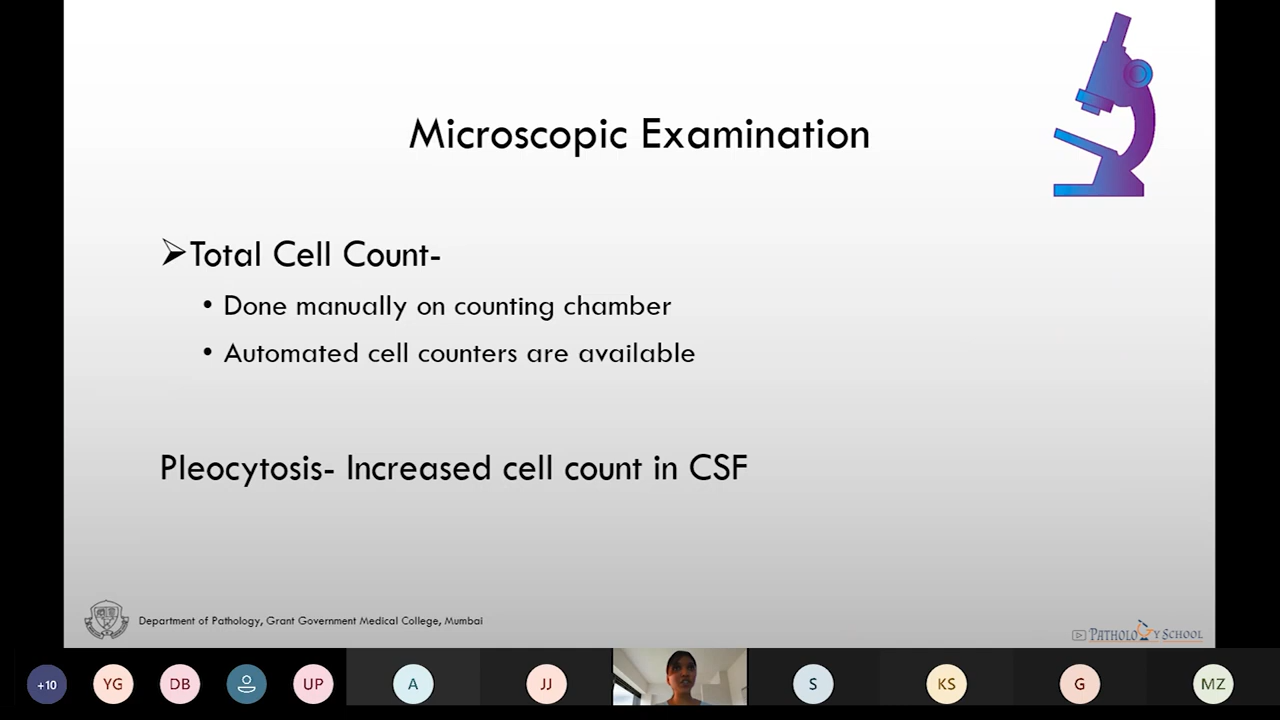 Microscopic Examination
Total Cell Count-
• Done manually on counting chamber
• Automated cell counters are available
Pleocytosis- Increased cell count in CSF
Department of Pathology, Grant Government Medical College, Mumbai
PATHOLOGY SCHOOL
+10 YG DB UP A JJ S KS G MZ